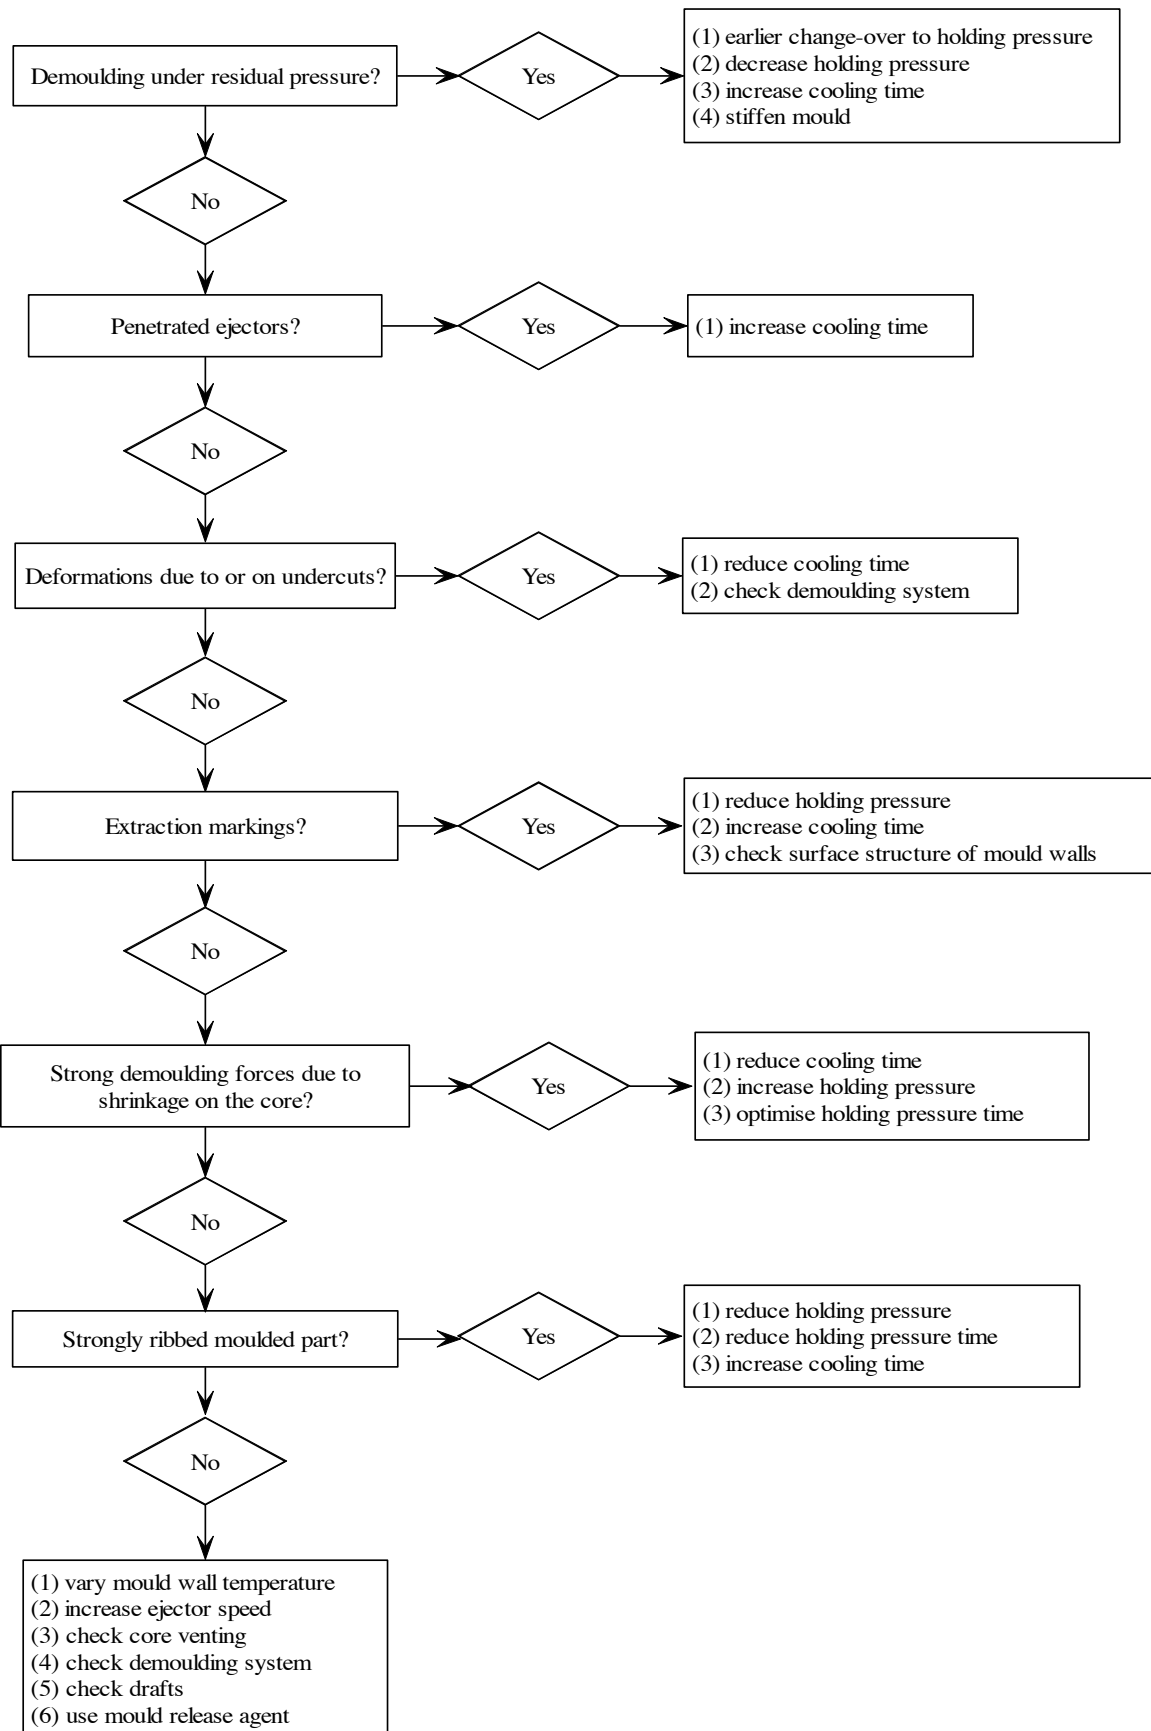 Demoulding under residual pressure?
Yes
(1) earlier change-over to holding pressure
(2) decrease holding pressure
(3) increase cooling time
(4) stiffen mould
No
Penetrated ejectors?
Yes
(1) increase cooling time
No
Deformations due to or on undercuts?
Yes
(1) reduce cooling time
(2) check demoulding system
No
Extraction markings?
Yes
(1) reduce holding pressure
(2) increase cooling time
(3) check surface structure of mould walls
No
Strong demoulding forces due to
shrinkage on the core?
Yes
(1) reduce cooling time
(2) increase holding pressure
(3) optimise holding pressure time
No
Strongly ribbed moulded part?
Yes
(1) reduce holding pressure
(2) reduce holding pressure time
(3) increase cooling time
No
(1) vary mould wall temperature
(2) increase ejector speed
(3) check core venting
(4) check demoulding system
(5) check drafts
(6) use mould release agent